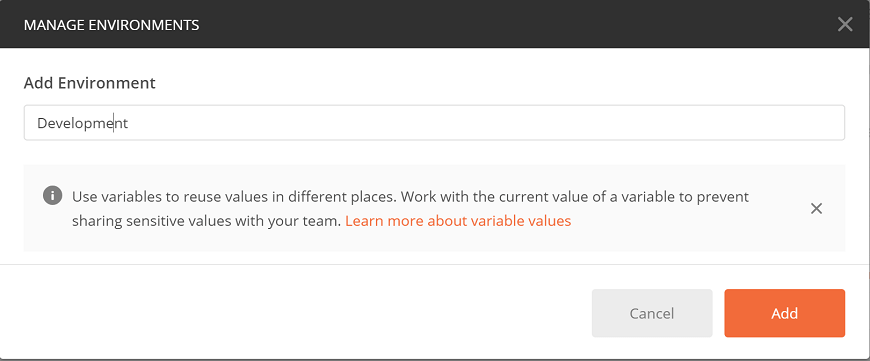 MANAGE ENVIRONMENTS
Add Environment
Development
Use variables to reuse values in different places. Work with the current value of a variable to prevent
sharing sensitive values with your team. Learn more about variable values
Cancel
Add